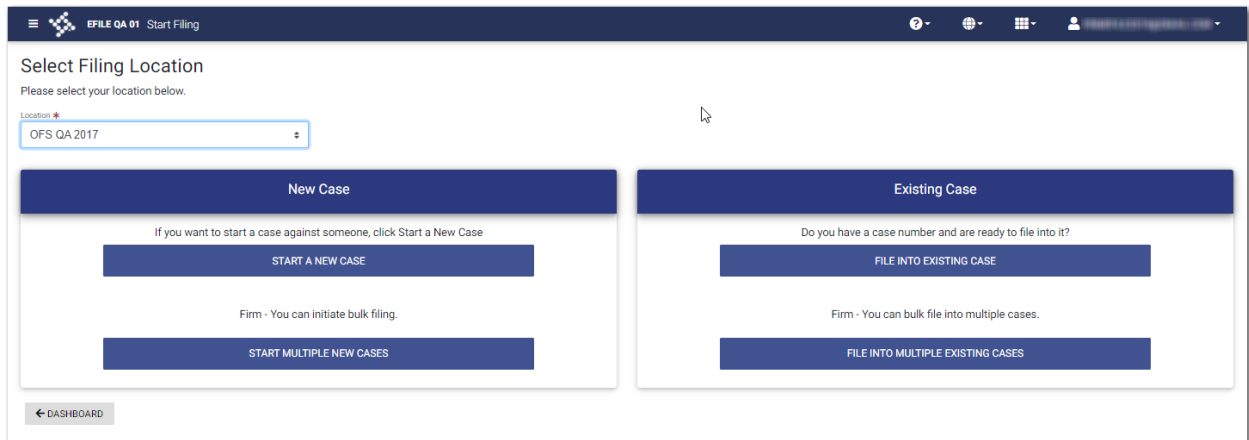 EFILE QA 01 Start Filing
Select Filing Location
Please select your location below.
Location *
OFS QA 2017
New Case
If you want to start a case against someone, click Start a New Case
START A NEW CASE
Firm - You can initiate bulk filing.
START MULTIPLE NEW CASES
Existing Case
Do you have a case number and are ready to file into it?
FILE INTO EXISTING CASE
Firm - You can bulk file into multiple cases.
FILE INTO MULTIPLE EXISTING CASES
DASHBOARD